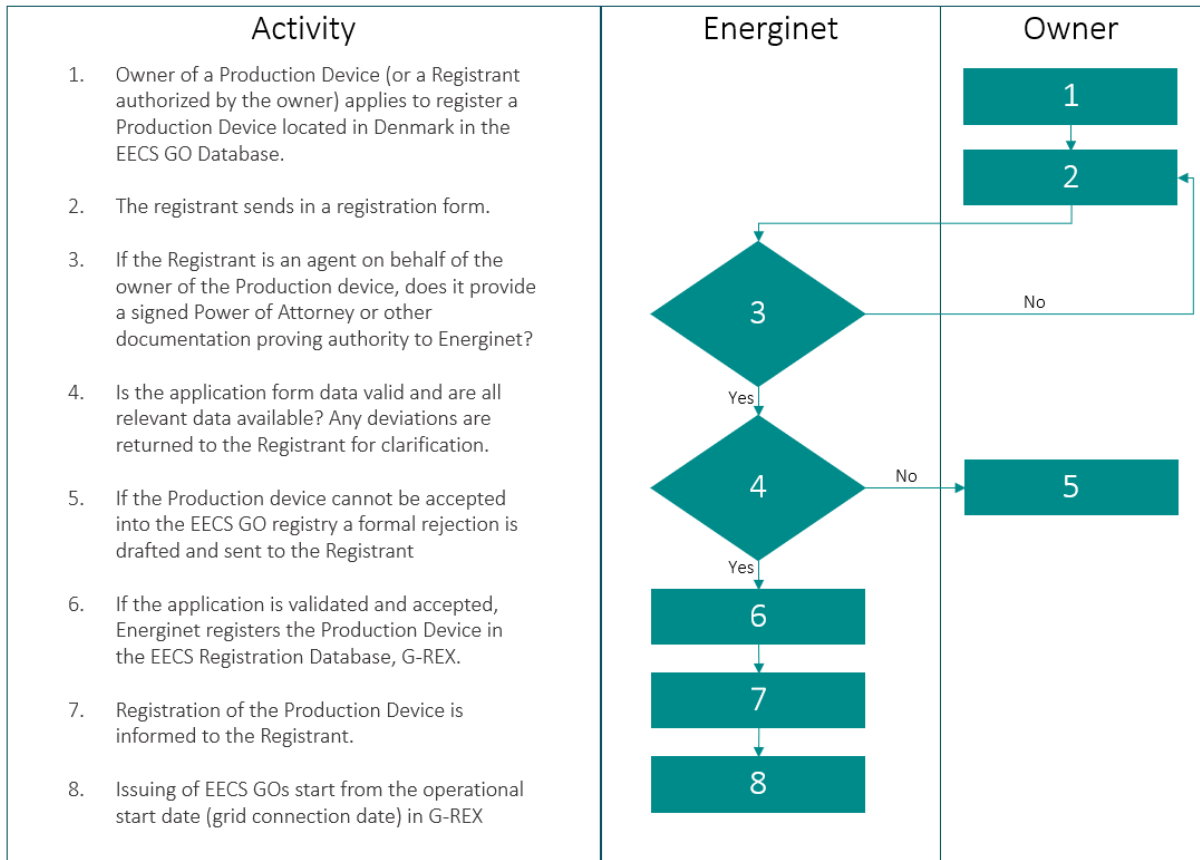 Activity
Energinet
Owner
1. Owner of a Production Device (or a Registrant
authorized by the owner) applies to register a
Production Device located in Denmark in the
EECS GO Database.
2. The registrant sends in a registration form.
3. If the Registrant is an agent on behalf of the
owner of the Production device, does it provide
a signed Power of Attorney or other
documentation proving authority to Energinet?
4. Is the application form data valid and are all
relevant data available? Any deviations are
returned to the Registrant for clarification.
5. If the Production device cannot be accepted
into the EECS GO registry a formal rejection is
drafted and sent to the Registrant
6. If the application is validated and accepted,
Energinet registers the Production Device in
the EECS Registration Database, G-REX.
7. Registration of the Production Device is
informed to the Registrant.
8. Issuing of EECS GOs start from the operational
start date (grid connection date) in G-REX
1
2
3
No
Yes
4
No
5
Yes
6
7
8